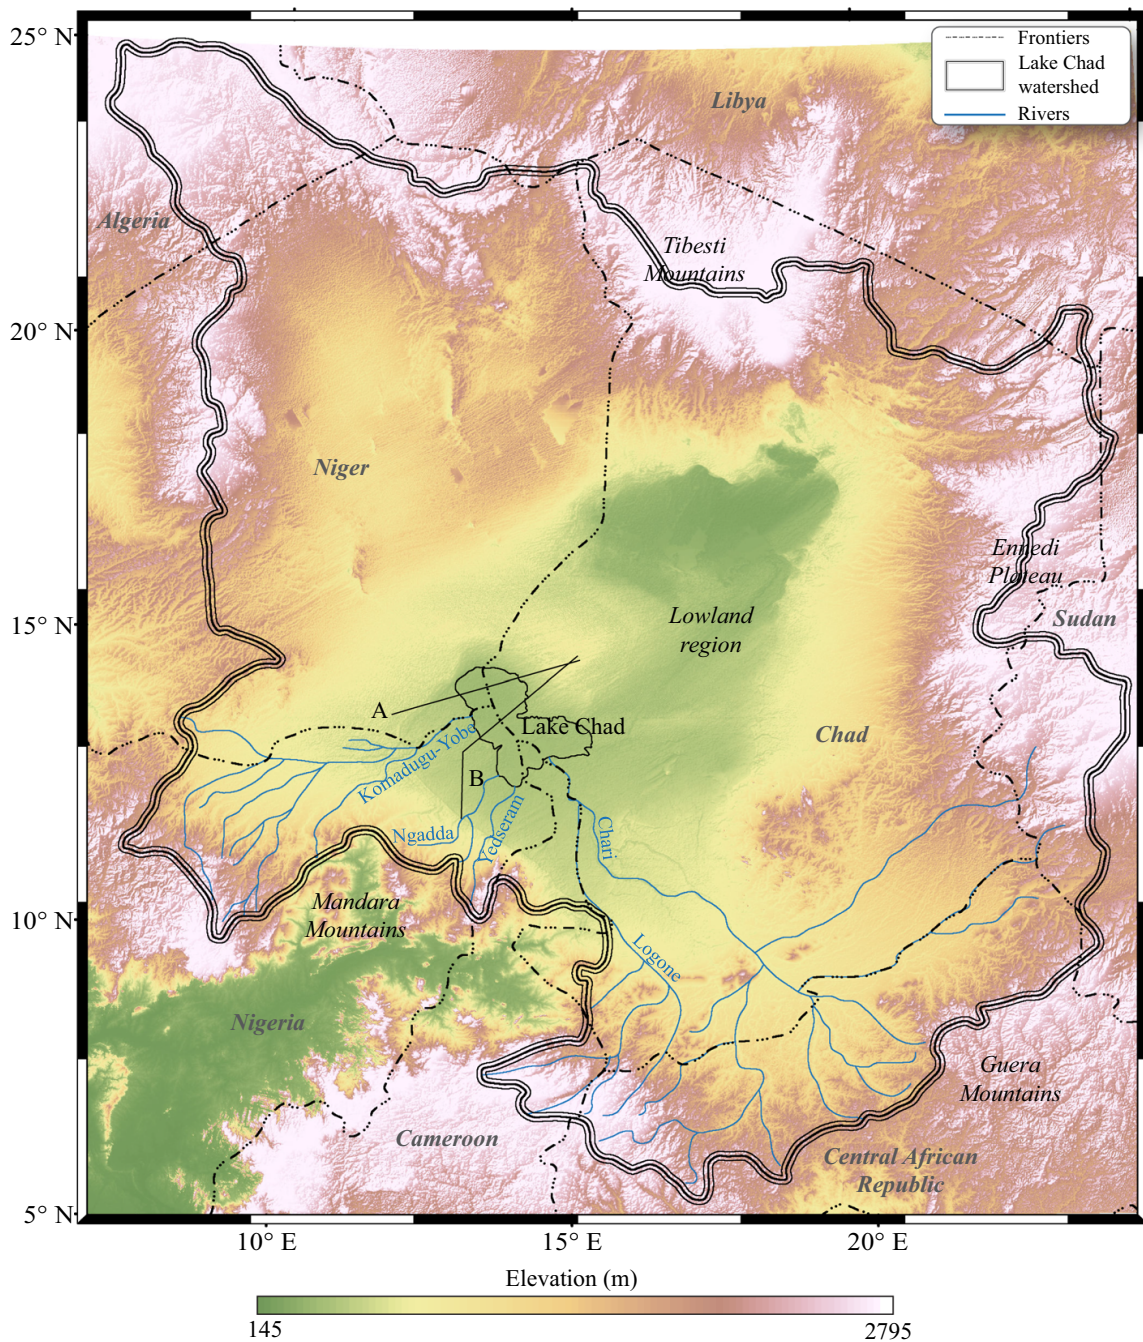 25° N
Frontiers
Lake Chad
watershed
Rivers
Libya
Algeria
Tibesti
Mountains
20° N
Niger
Ennedi
Plateau
Sudan
15° N
Lowland
region
A
Lake Chad
Chad
Komadugu-Yobe
B
Ngadda
Yedseram
Chari
10° N
Mandara
Mountains
Logone
Nigeria
Guera
Mountains
Cameroon
Central African
Republic
5° N
10° E
15° E
20° E
Elevation (m)
145
2795